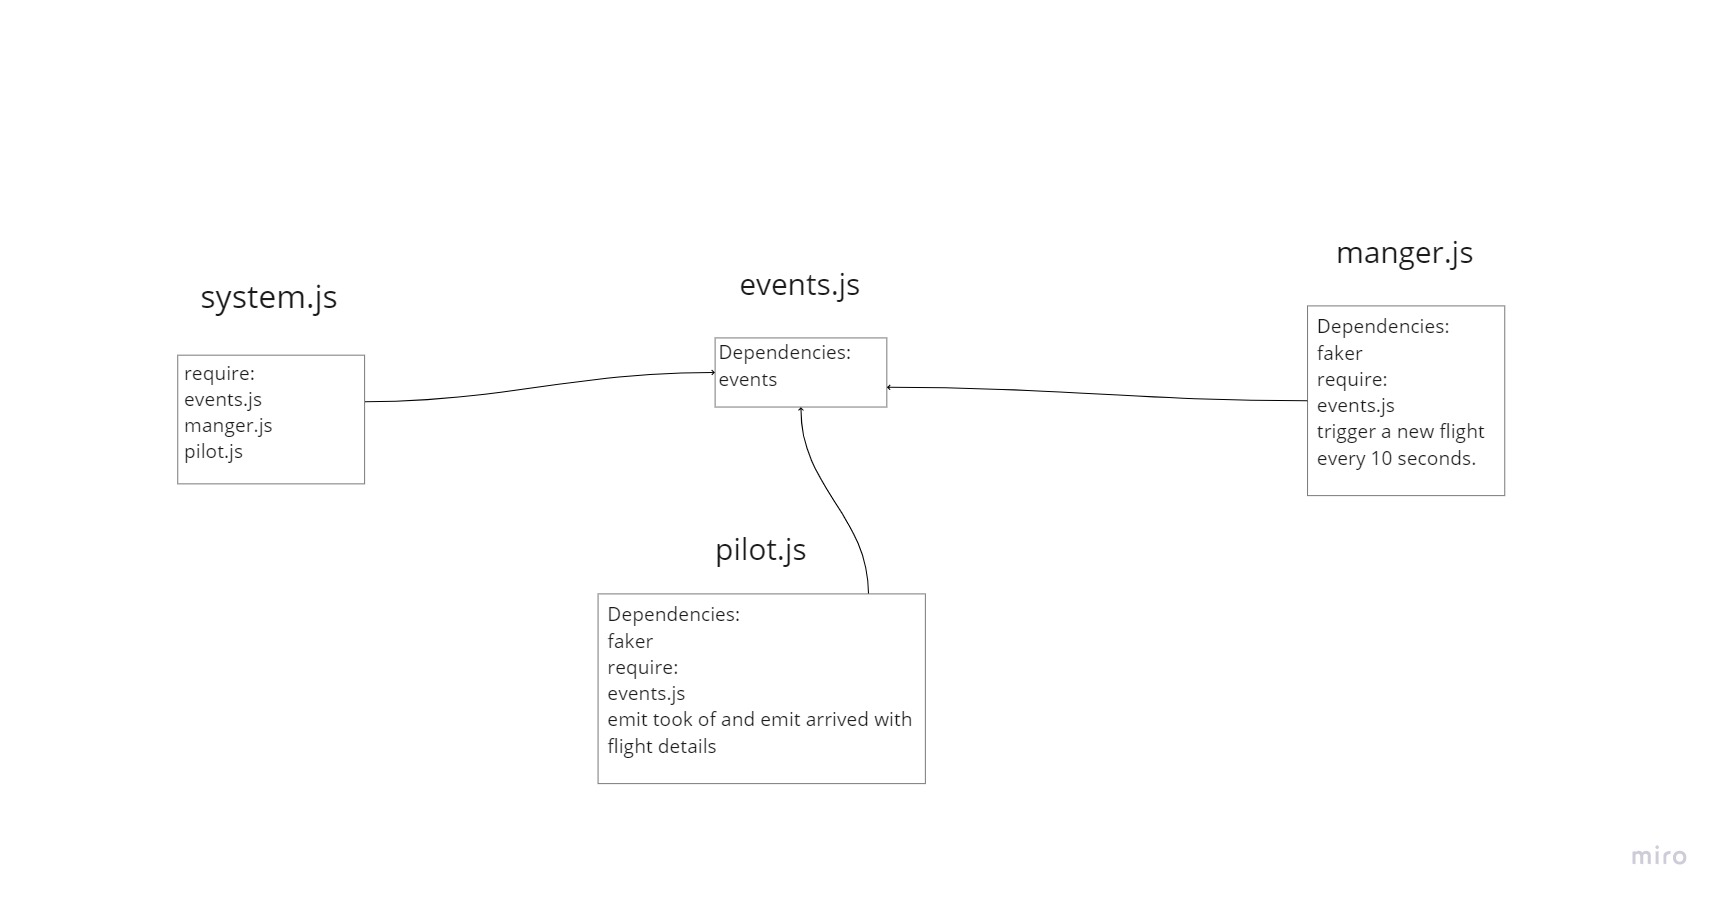 system.js
require:
events.js
manger.js
pilot.js
events.js
Dependencies:
events
manger.js
Dependencies:
faker
require:
events.js
trigger a new flight
every 10 seconds.
pilot.js
Dependencies:
faker
require:
events.js
emit took of and emit arrived with
flight details
miro